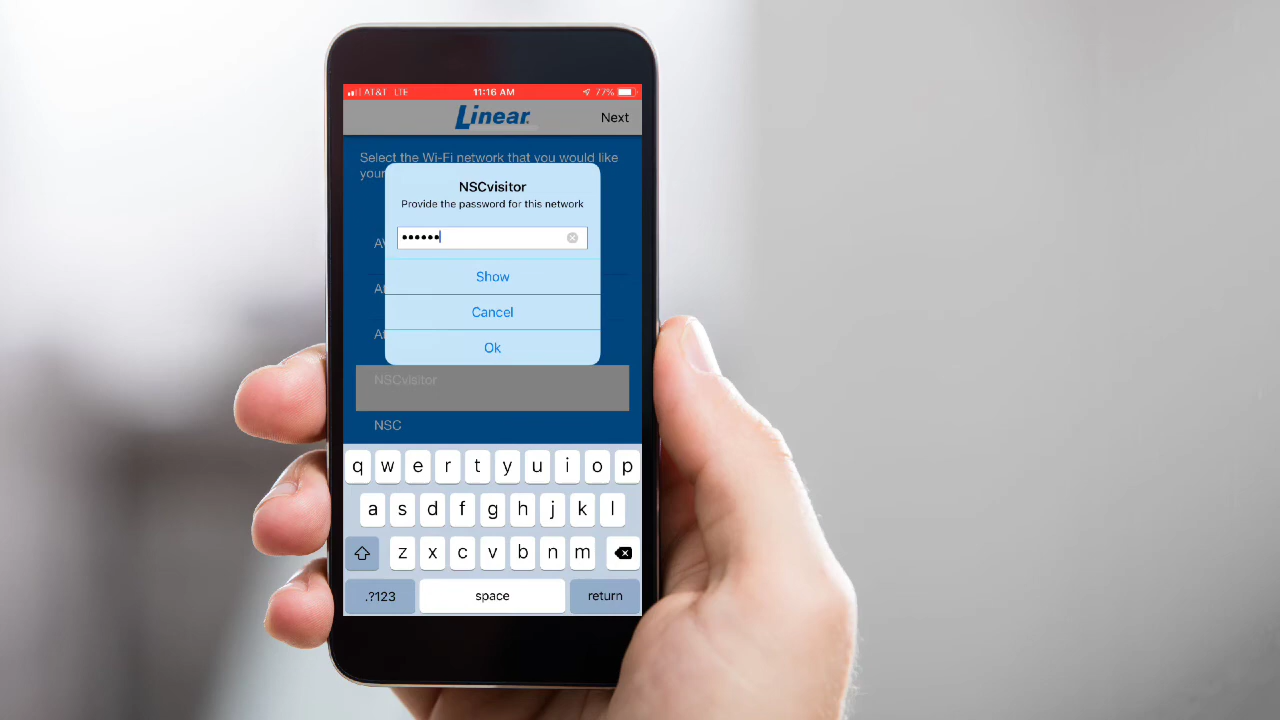 AT&T LTE 11:16 AM 77%
Linear Next
Select the Wi-Fi network that you would like
your
NSCvisitor
Provide the password for this network
••••••
Show
Cancel
Ok
NSCvisitor
NSC
q w e r t y u i o p
a s d f g h j k l
z x c v b n m
.?123 space return